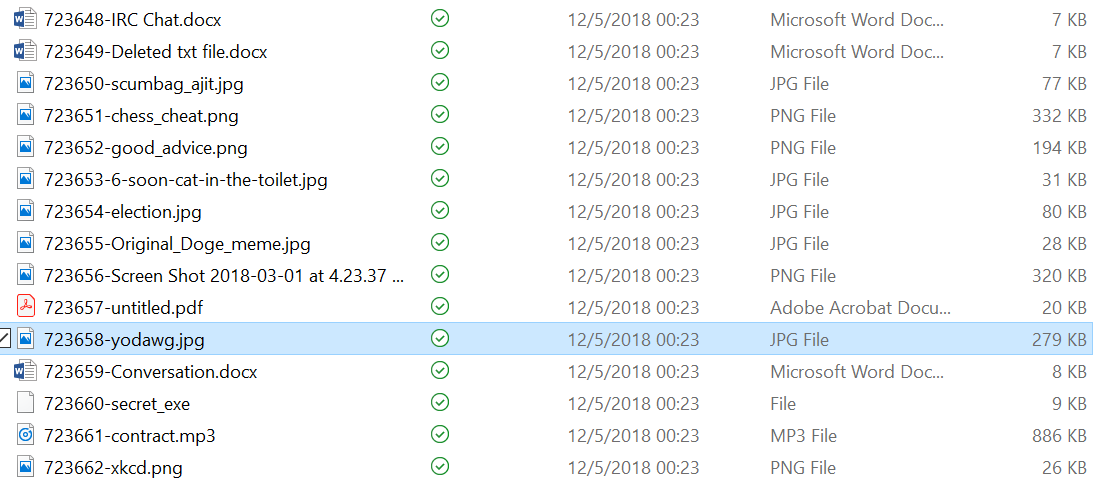 723648-IRC Chat.docx 12/5/2018 00:23 Microsoft Word Doc... 7 KB
723649-Deleted txt file.docx 12/5/2018 00:23 Microsoft Word Doc... 7 KB
723650-scumbag_ajit.jpg 12/5/2018 00:23 JPG File 77 KB
723651-chess_cheat.png 12/5/2018 00:23 PNG File 332 KB
723652-good_advice.png 12/5/2018 00:23 PNG File 194 KB
723653-6-soon-cat-in-the-toilet.jpg 12/5/2018 00:23 JPG File 31 KB
723654-election.jpg 12/5/2018 00:23 JPG File 80 KB
723655-Original_Doge_meme.jpg 12/5/2018 00:23 JPG File 28 KB
723656-Screen Shot 2018-03-01 at 4.23.37 ... 12/5/2018 00:23 PNG File 320 KB
723657-untitled.pdf 12/5/2018 00:23 Adobe Acrobat Docu... 20 KB
723658-yodawg.jpg 12/5/2018 00:23 JPG File 279 KB
723659-Conversation.docx 12/5/2018 00:23 Microsoft Word Doc... 8 KB
723660-secret_exe 12/5/2018 00:23 File 9 KB
723661-contract.mp3 12/5/2018 00:23 MP3 File 886 KB
723662-xkcd.png 12/5/2018 00:23 PNG File 26 KB